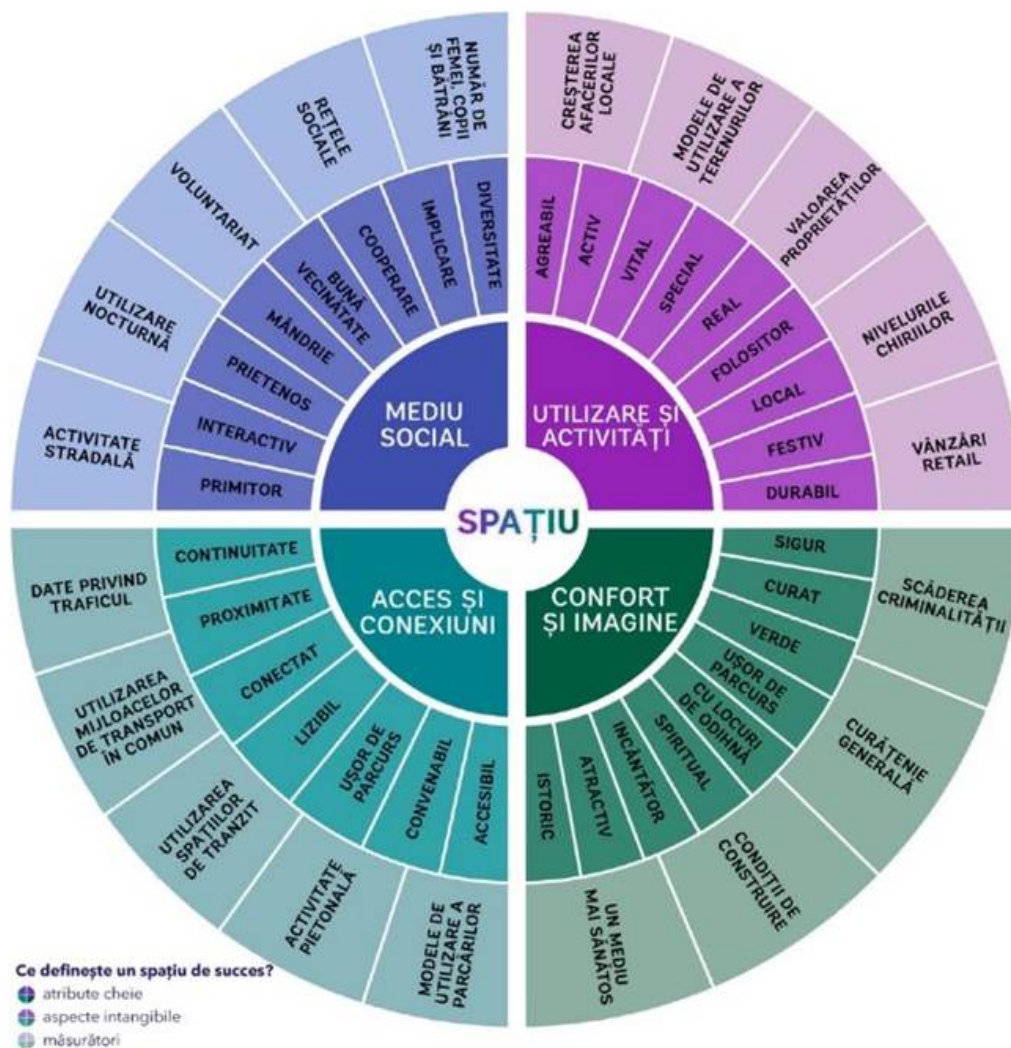 NUMĂR DE
FEMEI, COPII
ȘI BĂTRÂNI
REȚELE
SOCIALE
VOLUNTARIAT
UTILIZARE
NOCTURNĂ
ACTIVITATE
STRADALĂ
DIVERSITATE
IMPLICARE
COOPERARE
BUNĂ
VECINĂTATE
MÂNDRIE
PRIETENOS
INTERACTIV
PRIMITOR
MEDIU
SOCIAL
CREȘTEREA
AFACERILOR
LOCALE
MODELE DE
UTILIZARE A
TERENURILOR
VALOAREA
PROPRIETĂȚILOR
NIVELURILE
CHIRIILOR
VÂNZĂRI
RETAIL
AGREABIL
ACTIV
VITAL
SPECIAL
REAL
FOLOSITOR
LOCAL
FESTIV
DURABIL
UTILIZARE ȘI
ACTIVITĂȚI
SPAȚIU
ACCES ȘI
CONEXIUNI
CONTINUITATE
PROXIMITATE
CONECTAT
LIZIBIL
UȘOR DE
PARCURS
CONVENABIL
ACCESIBIL
DATE PRIVIND
TRAFICUL
UTILIZAREA
MIJLOACELOR
DE TRANSPORT
IN COMUN
UTILIZAREA
SPAȚIILOR
DE TRANZIT
ACTIVITATE
PIETONALĂ
MODELE DE
UTILIZARE A
PARCĂRILOR
CONFORT
ȘI IMAGINE
SIGUR
CURAT
VERDE
UȘOR DE
PARCURS
CU LOCURI
DE ODIHNĂ
SPIRITUAL
INCÂNTĂTOR
ATRACTIV
ISTORIC
SCĂDEREA
CRIMINALITĂȚII
CURĂȚENIE
GENERALĂ
CONDIȚII DE
CONSTRUIRE
UN MEDIU
MAI SĂNĂTOS
Ce definește un spațiu de succes?
atribute cheie
aspecte intangibile
măsurători